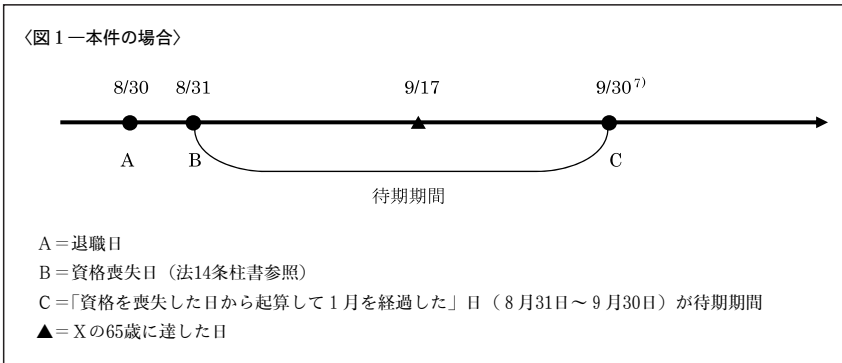 〈図1―本件の場合〉
8/30 8/31 9/17 9/30 7)
A B C
待期期間
A=退職日
B=資格喪失日(法14条柱書参照)
C=「資格を喪失した日から起算して1月を経過した」日(8月31日~9月30日)が待期期間
▲=Xの65歳に達した日